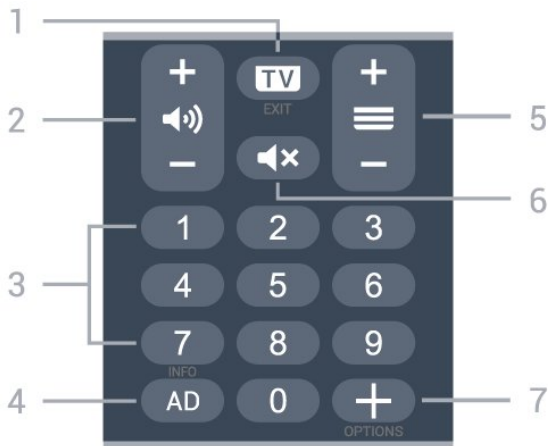 1
+ TV +
EXIT
2
5
− −
6
1 2 3
3
4 5 6
7 8 9
INFO
4 AD 0 + 7
OPTIONS